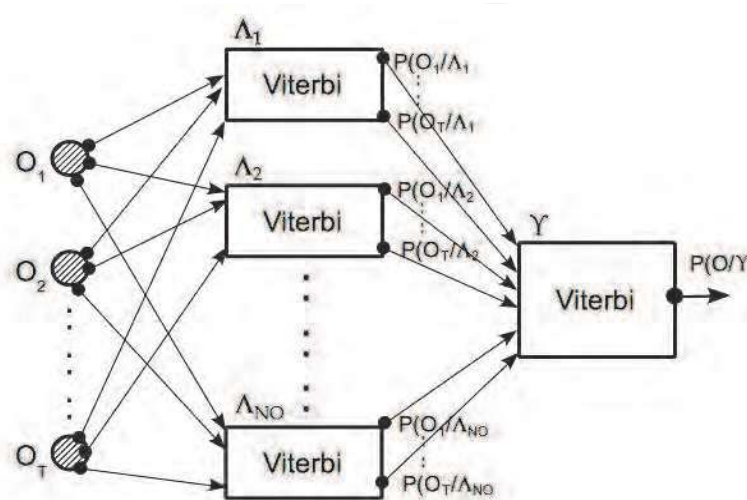 Λ1
Viterbi
P(O1/Λ1
P(OT/Λ1
O1
Λ2
Viterbi
P(O1/Λ2
P(OT/Λ2
O2
Υ
Viterbi
P(O/Υ
ΛNO
Viterbi
P(O1/ΛNO
P(OT/ΛNO
OT